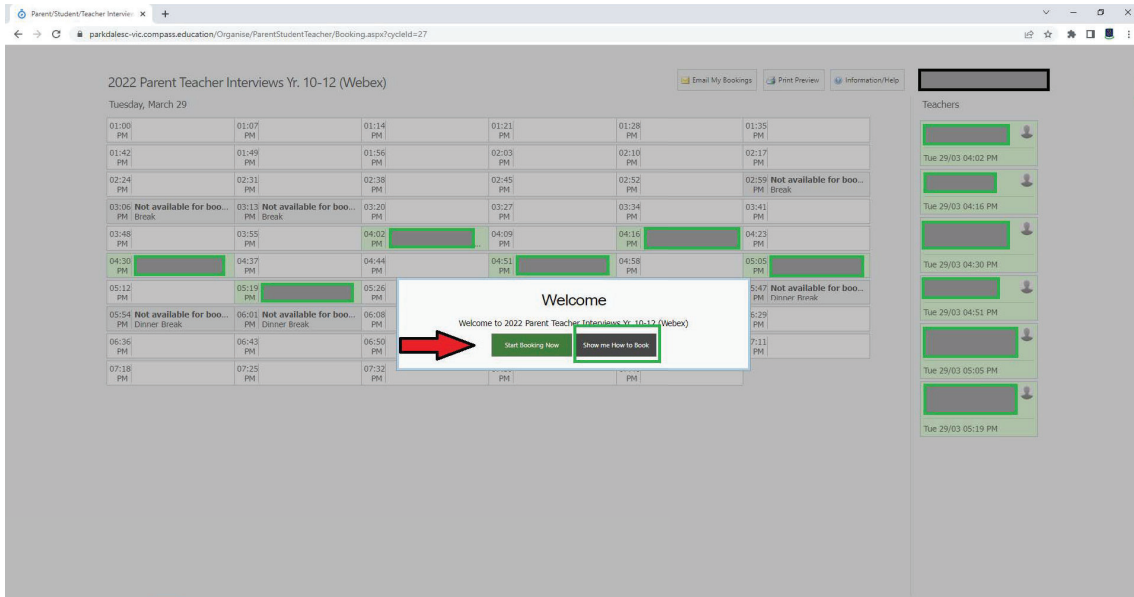 Parent/Student/Teacher Intervie
parkdalesc-vic.compass.education/Organise/ParentStudentTeacher/Booking.aspx?cycleId=27
2022 Parent Teacher Interviews Yr. 10-12 (Webex)
Email My Bookings Print Preview Information/Help
Tuesday, March 29
Teachers
01:00 PM 01:07 PM 01:14 PM 01:21 PM 01:28 PM 01:35 PM
01:42 PM 01:49 PM 01:56 PM 02:03 PM 02:10 PM 02:17 PM
Tue 29/03 04:02 PM
02:24 PM 02:31 PM 02:38 PM 02:45 PM 02:52 PM 02:59 PM Not available for boo... Break
03:06 PM Not available for boo... Break 03:13 PM Not available for boo... Break 03:20 PM 03:27 PM 03:34 PM 03:41 PM
Tue 29/03 04:16 PM
03:48 PM 03:55 PM 04:02 PM 04:09 PM 04:16 PM 04:23 PM
04:30 PM 04:37 PM 04:44 PM 04:51 PM 04:58 PM 05:05 PM
Tue 29/03 04:30 PM
05:12 PM 05:19 PM 05:26 PM 5:47 PM Not available for boo... Dinner Break
Tue 29/03 04:51 PM
05:54 PM Not available for boo... Dinner Break 06:01 PM Not available for boo... Dinner Break 06:08 PM 6:29 PM
06:36 PM 06:43 PM 06:50 PM 7:11 PM
Tue 29/03 05:05 PM
07:18 PM 07:25 PM 07:32 PM PM PM
Tue 29/03 05:19 PM
Welcome
Welcome to 2022 Parent Teacher Interviews Yr. 10-12 (Webex)
Start Booking Now Show me How to Book